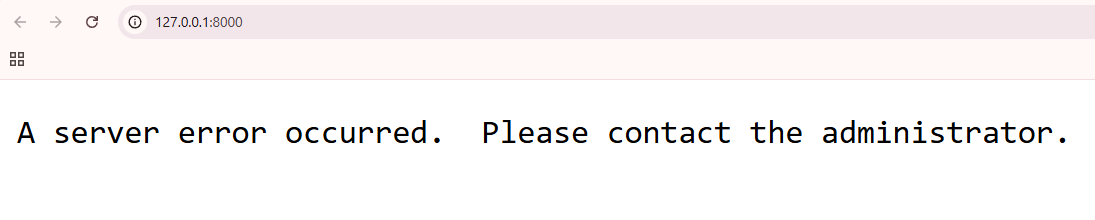 127.0.0.1:8000
A server error occurred.  Please contact the administrator.